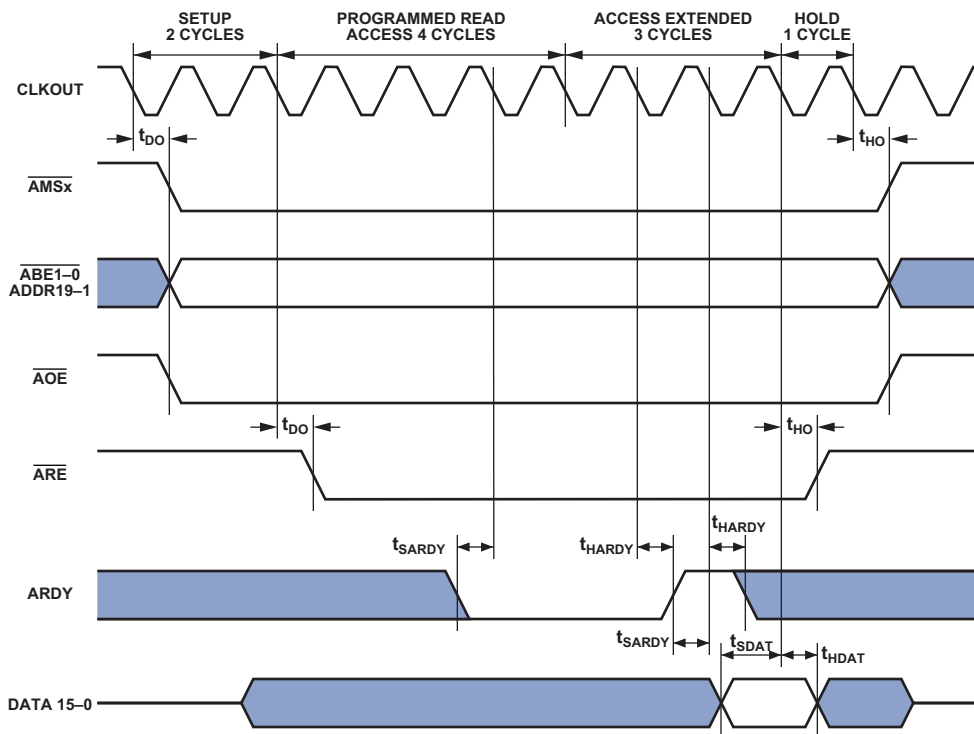 SETUP
2 CYCLES
PROGRAMMED READ
ACCESS 4 CYCLES
ACCESS EXTENDED
3 CYCLES
HOLD
1 CYCLE
CLKOUT
tDO
tHO
AMSx
ABE1–0
ADDR19–1
AOE
tDO
tHO
ARE
tSARDY
tHARDY
tHARDY
ARDY
tSARDY
tSDAT
tHDAT
DATA 15–0